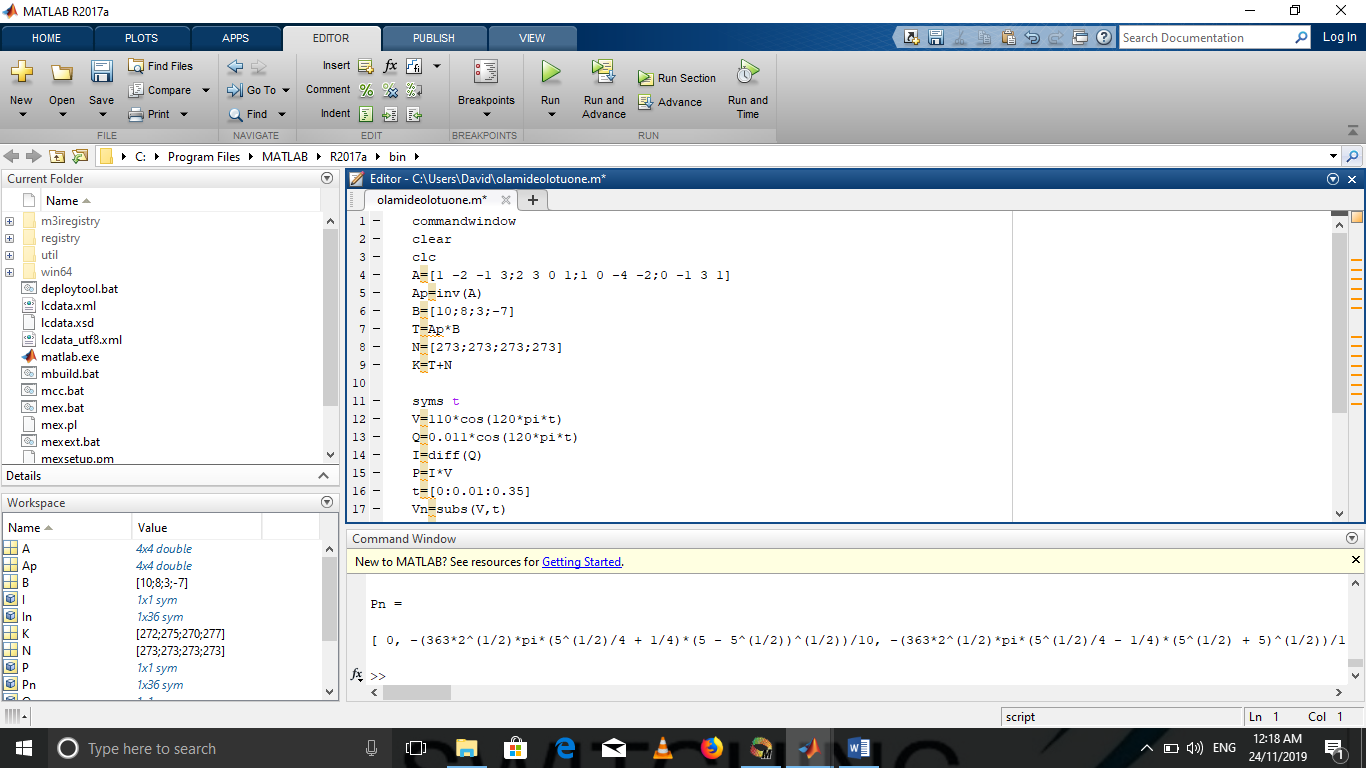 MATLAB R2017a
HOME PLOTS APPS EDITOR PUBLISH VIEW Search Documentation Log In
New Open Save Find Files Compare Print
Go To Find
Insert fx Comment Indent
Breakpoints
Run Run and Advance Run Section Advance Run and Time
FILE NAVIGATE EDIT BREAKPOINTS RUN
C: Program Files MATLAB R2017a bin
Current Folder
Name
m3iregistry
registry
util
win64
deploytool.bat
lcdata.xml
lcdata.xsd
lcdata_utf8.xml
matlab.exe
mbuild.bat
mcc.bat
mex.bat
mex.pl
mexext.bat
mexsetup.pm
Details
Workspace
Name Value
A 4x4 double
Ap 4x4 double
B [10;8;3;-7]
I 1x1 sym
In 1x36 sym
K [272;275;270;277]
N [273;273;273;273]
P 1x1 sym
Pn 1x36 sym
Editor - C:\Users\David\olamideolotuone.m*
olamideolotuone.m*
1 – commandwindow
2 – clear
3 – clc
4 – A=[1 -2 -1 3;2 3 0 1;1 0 -4 -2;0 -1 3 1]
5 – Ap=inv(A)
6 – B=[10;8;3;-7]
7 – T=Ap*B
8 – N=[273;273;273;273]
9 – K=T+N
10
11 – syms t
12 – V=110*cos(120*pi*t)
13 – Q=0.011*cos(120*pi*t)
14 – I=diff(Q)
15 – P=I*V
16 – t=[0:0.01:0.35]
17 – Vn=subs(V,t)
Command Window
New to MATLAB? See resources for Getting Started.
Pn =
[ 0, -(363*2^(1/2)*pi*(5^(1/2)/4 + 1/4)*(5 - 5^(1/2))^(1/2))/10, -(363*2^(1/2)*pi*(5^(1/2)/4 - 1/4)*(5^(1/2) + 5)^(1/2))/1
fx >>
script Ln 1 Col 1
Type here to search
ENG 12:18 AM
24/11/2019
1